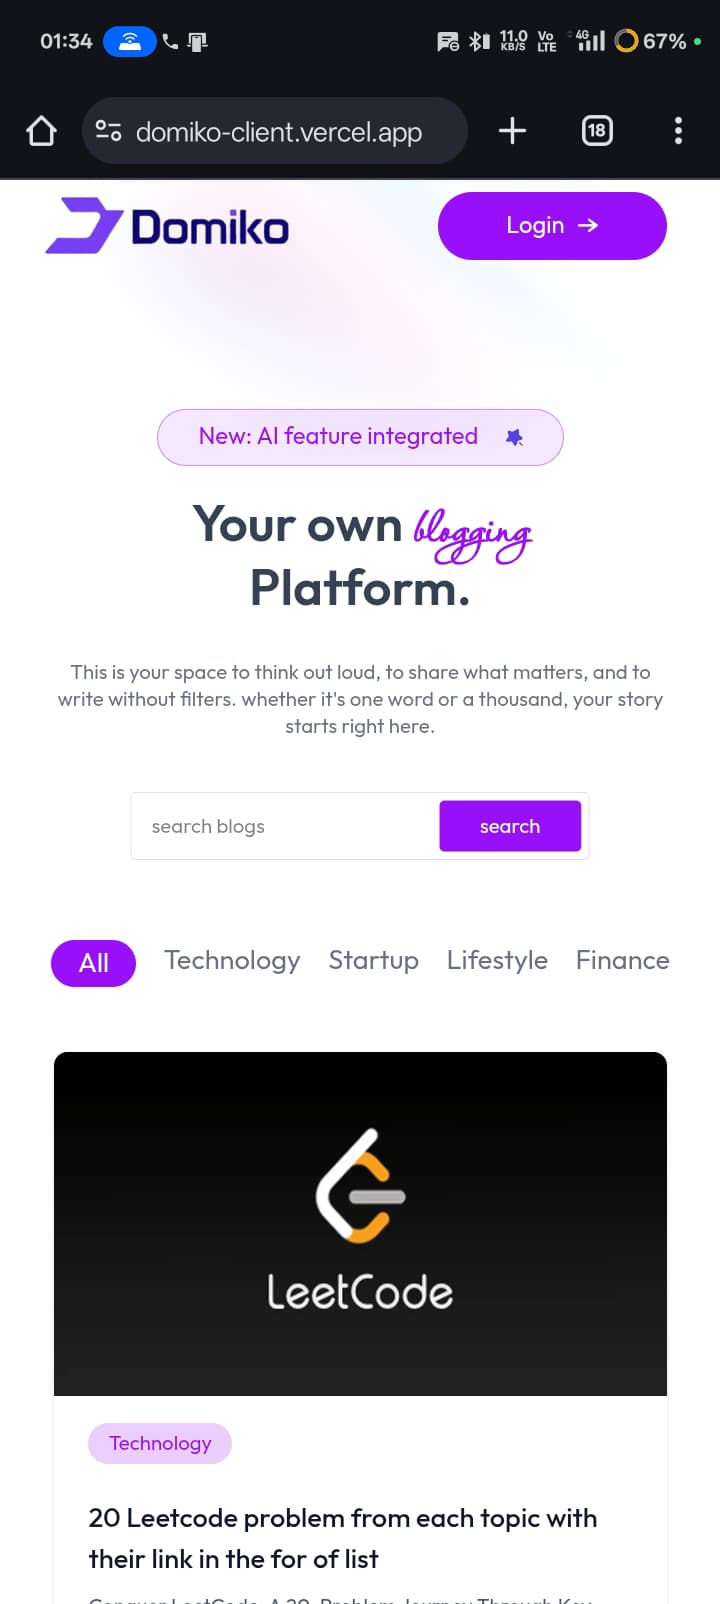 01:34 11.0 KB/S Vo LTE 4G 67%
domiko-client.vercel.app 18
Domiko Login →
New: AI feature integrated
Your own blogging
Platform.
This is your space to think out loud, to share what matters, and to
write without filters. whether it's one word or a thousand, your story
starts right here.
search blogs search
All Technology Startup Lifestyle Finance
LeetCode
Technology
20 Leetcode problem from each topic with
their link in the for of list